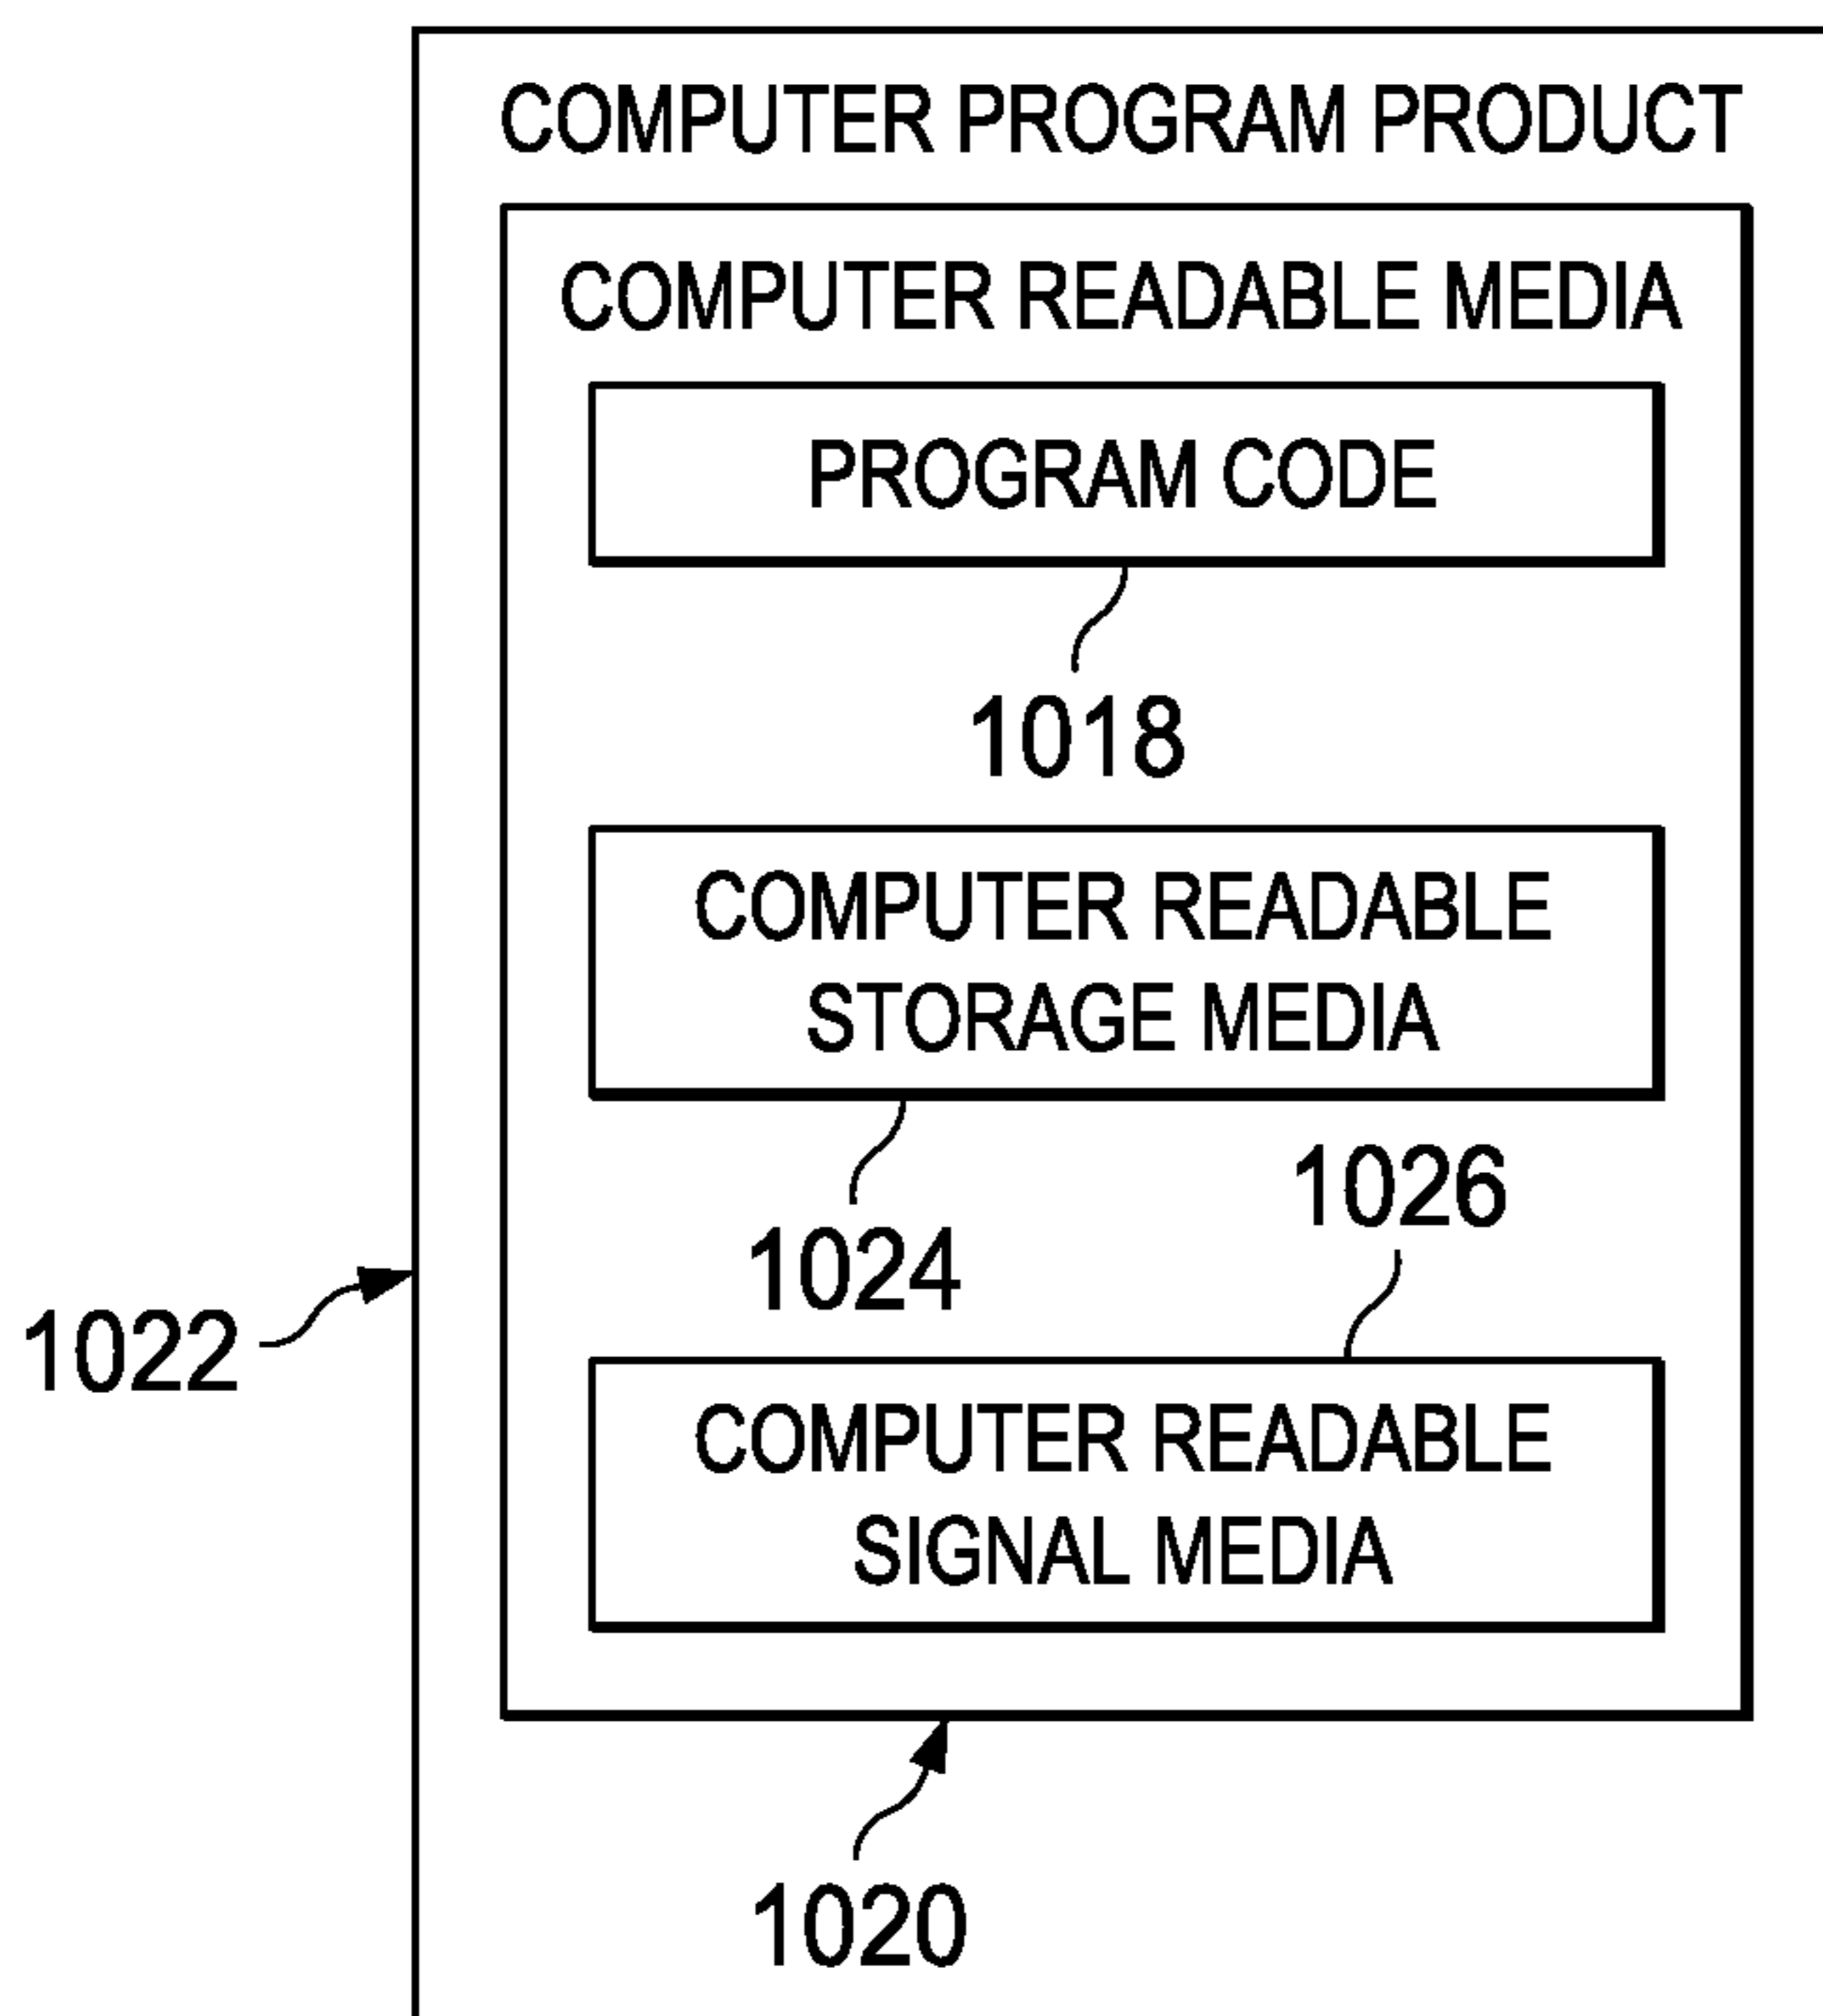 COMPUTER PROGRAM PRODUCT
COMPUTER READABLE MEDIA
PROGRAM CODE
1018
COMPUTER READABLE
STORAGE MEDIA
1024
1026
1022
COMPUTER READABLE
SIGNAL MEDIA
1020